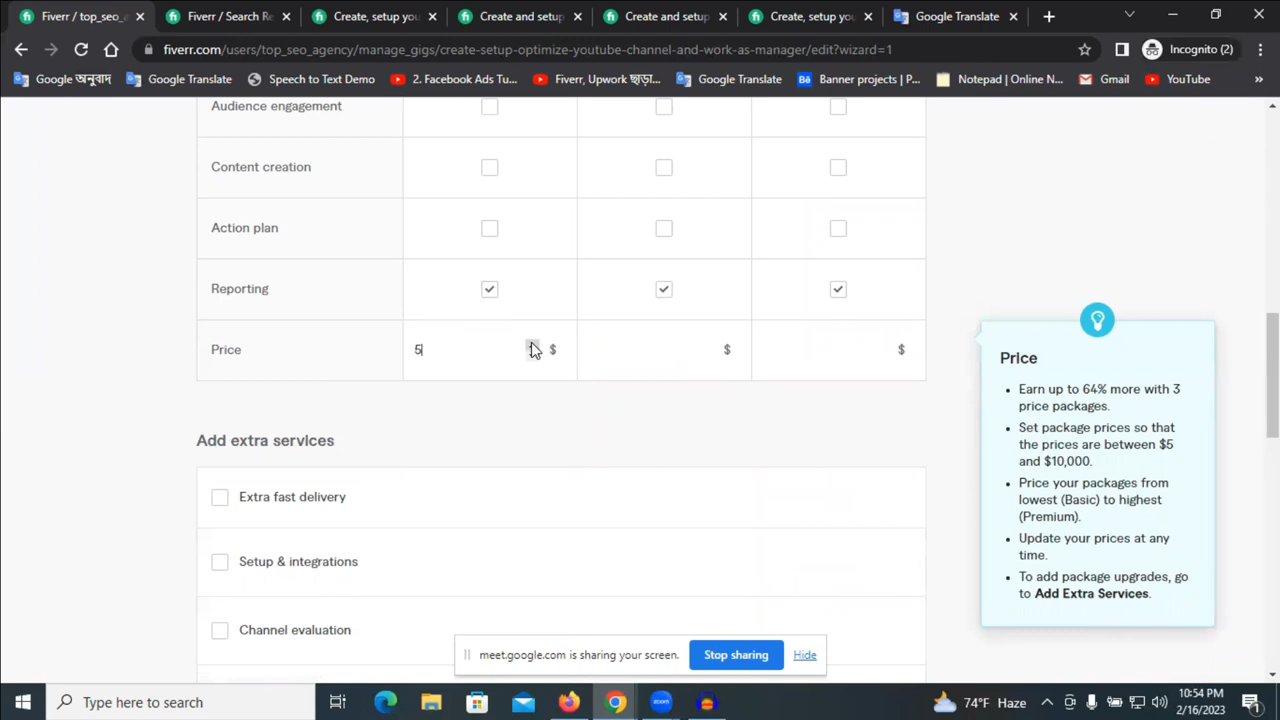 Fiverr / top_seo_
Fiverr / Search Re
Create, setup you
Create and setup
Create and setup
Create, setup you
Google Translate
fiverr.com/users/top_seo_agency/manage_gigs/create-setup-optimize-youtube-channel-and-work-as-manager/edit?wizard=1
Incognito (2)
Google অনুবাদ
Google Translate
Speech to Text Demo
2. Facebook Ads Tu...
Fiverr, Upwork ছাড়া...
Google Translate
Banner projects | P...
Notepad | Online N...
Gmail
YouTube
»
Audience engagement
Content creation
Action plan
Reporting
Price
5
$
$
$
Add extra services
Extra fast delivery
Setup & integrations
Channel evaluation
Price
• Earn up to 64% more with 3
price packages.
• Set package prices so that
the prices are between $5
and $10,000.
• Price your packages from
lowest (Basic) to highest
(Premium).
• Update your prices at any
time.
• To add package upgrades, go
to Add Extra Services.
meet.google.com is sharing your screen.
Stop sharing
Hide
Type here to search
zoom
74°F Haze
10:54 PM
2/16/2023
1